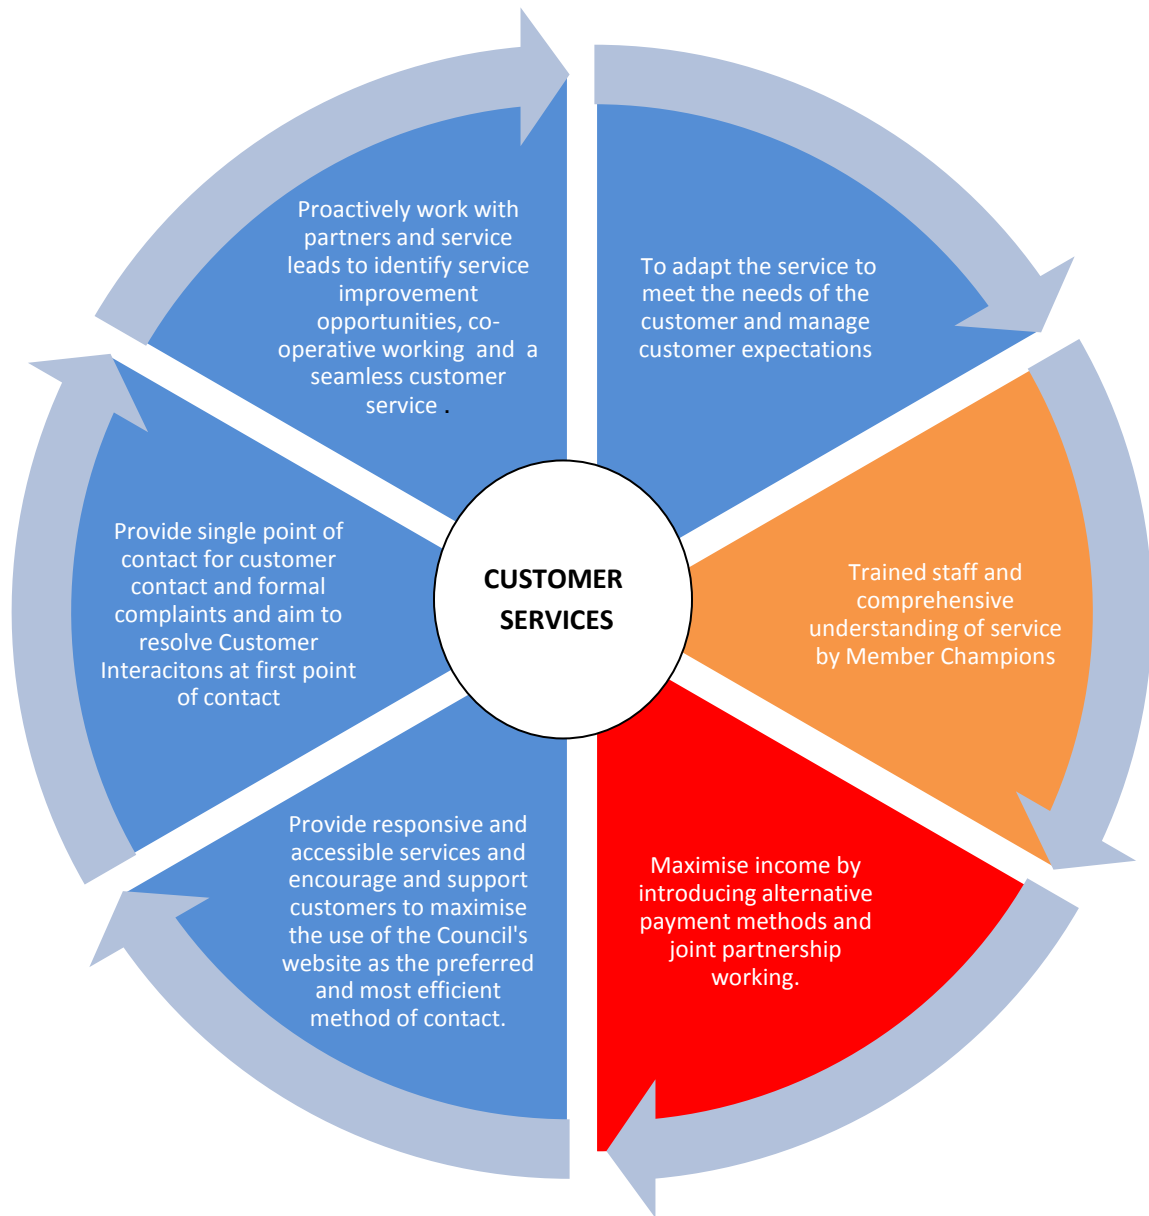 Proactively work with
partners and service
leads to identify service
improvement
opportunities, co-
operative working and a
seamless customer
service .
To adapt the service to
meet the needs of the
customer and manage
customer expectations
Provide single point of
contact for customer
contact and formal
complaints and aim to
resolve Customer
Interacitons at first point
of contact
CUSTOMER
SERVICES
Trained staff and
comprehensive
understanding of service
by Member Champions
Provide responsive and
accessible services and
encourage and support
customers to maximise
the use of the Council's
website as the preferred
and most efficient
method of contact.
Maximise income by
introducing alternative
payment methods and
joint partnership
working.